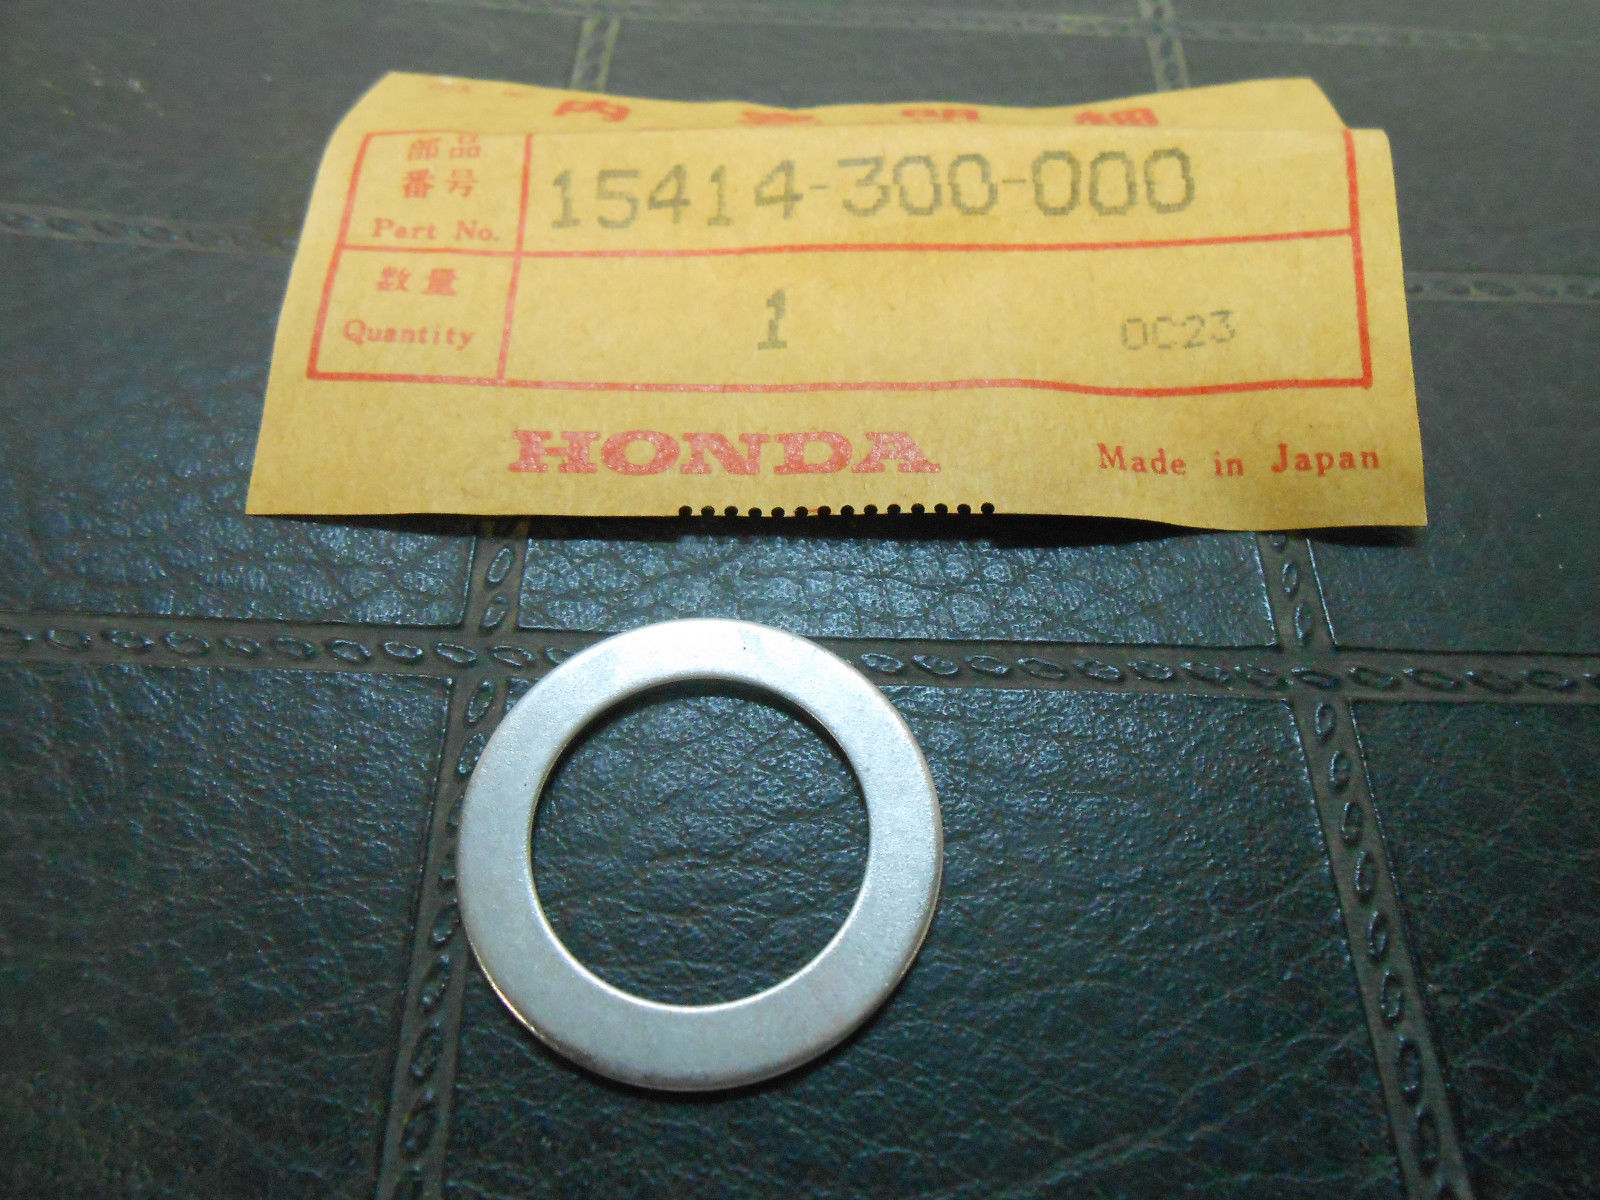 部品
番号
Part No.
15414-300-000
数量
Quantity
1
0C23
HONDA
Made in Japan